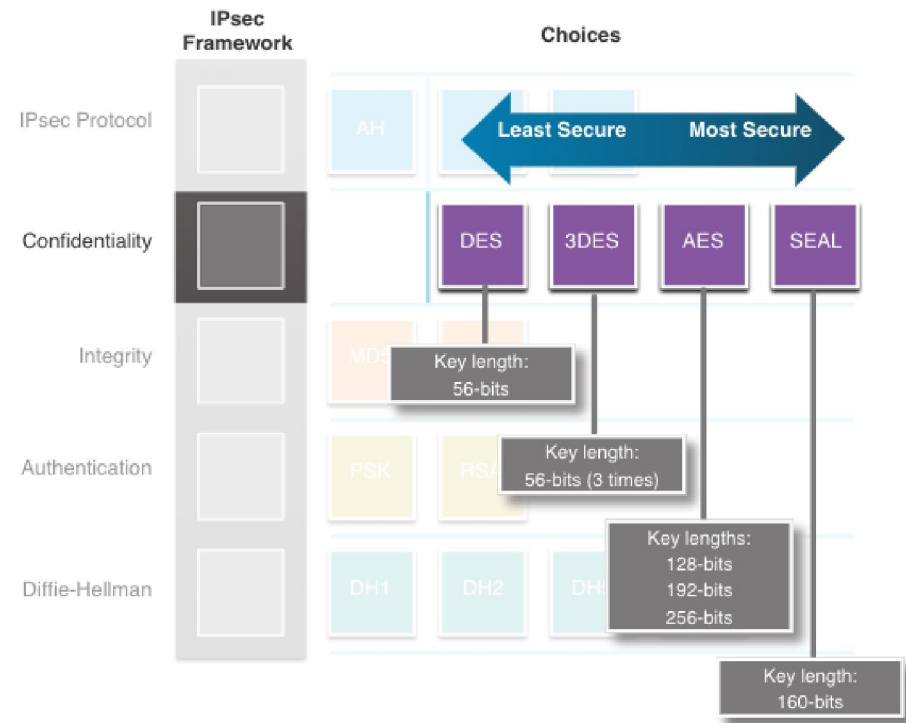 IPsec
Framework
Choices
IPsec Protocol
AH
Least Secure
Most Secure
Confidentiality
DES
3DES
AES
SEAL
Integrity
Key length:
56-bits
Authentication
PSK
Key length:
56-bits (3 times)
Diffie-Hellman
DH1
DH2
Key lengths:
128-bits
192-bits
256-bits
Key length:
160-bits